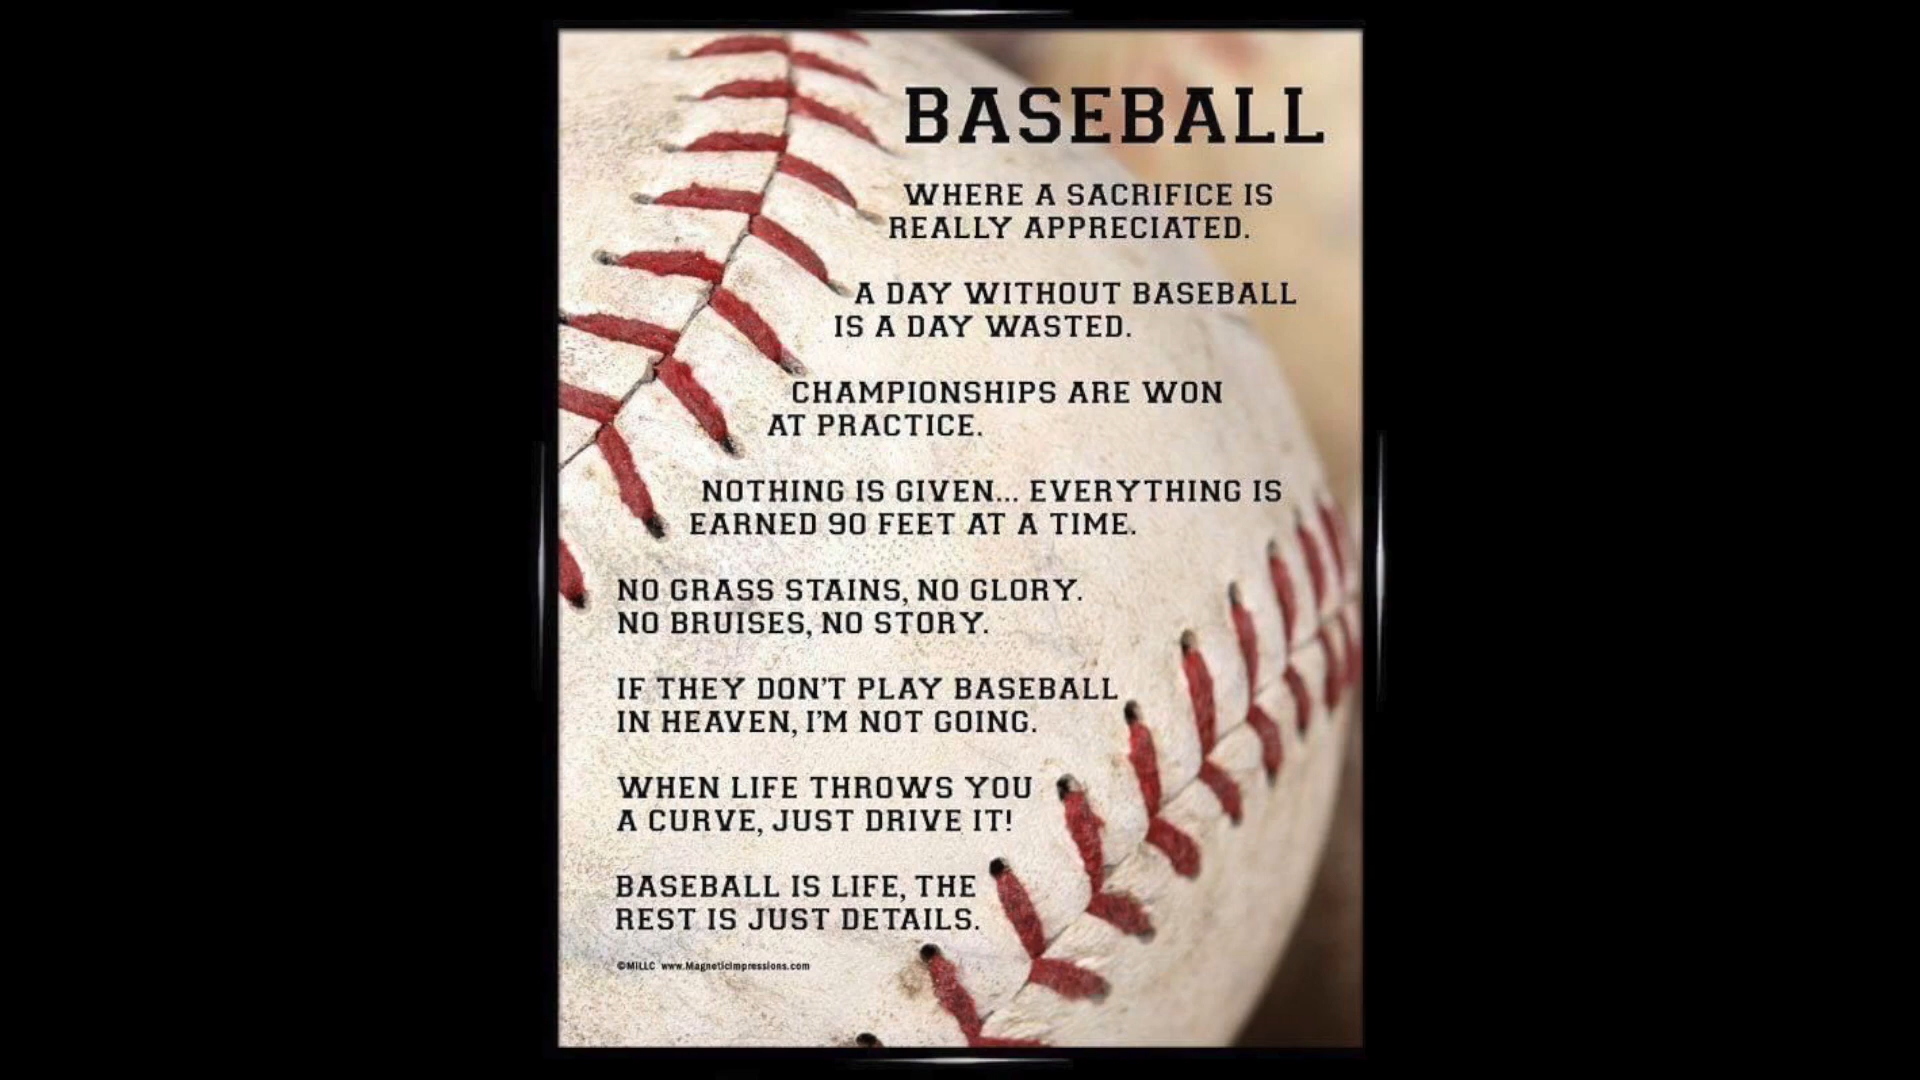 BASEBALL
WHERE A SACRIFICE IS
REALLY APPRECIATED.
A DAY WITHOUT BASEBALL
IS A DAY WASTED.
CHAMPIONSHIPS ARE WON
AT PRACTICE.
NOTHING IS GIVEN... EVERYTHING IS
EARNED 90 FEET AT A TIME.
NO GRASS STAINS, NO GLORY.
NO BRUISES, NO STORY.
IF THEY DON'T PLAY BASEBALL
IN HEAVEN, I'M NOT GOING.
WHEN LIFE THROWS YOU
A CURVE, JUST DRIVE IT!
BASEBALL IS LIFE, THE
REST IS JUST DETAILS.
©MILLC www.MagneticImpressions.com